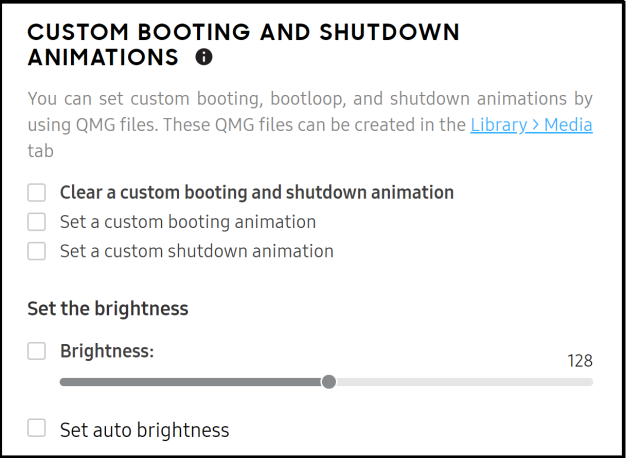 CUSTOM BOOTING AND SHUTDOWN
ANIMATIONS
You can set custom booting, bootloop, and shutdown animations by
using QMG files. These QMG files can be created in the Library > Media
tab
Clear a custom booting and shutdown animation
Set a custom booting animation
Set a custom shutdown animation
Set the brightness
Brightness:
128
Set auto brightness